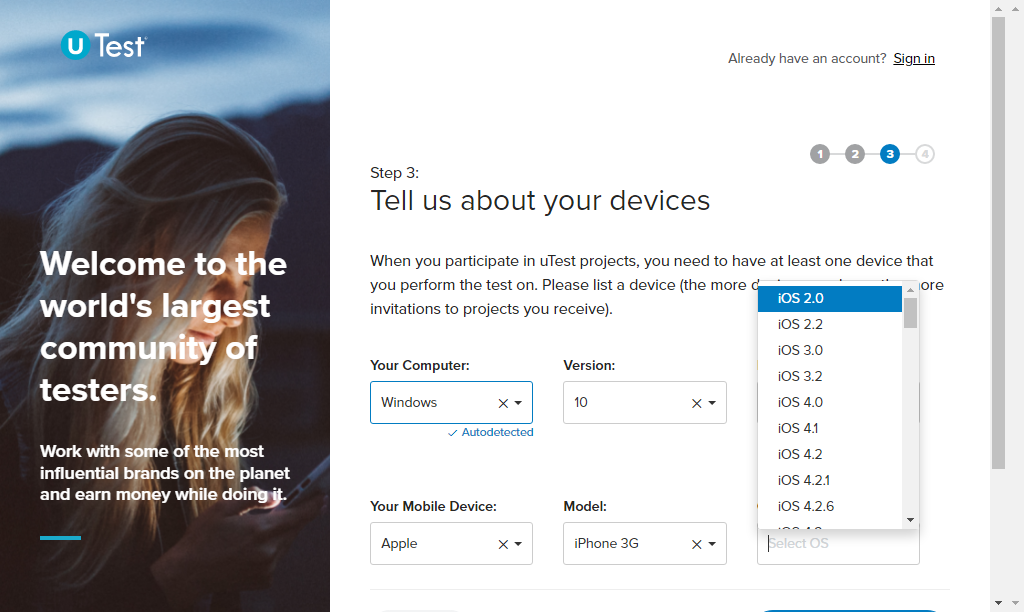 U Test
Already have an account? Sign in
1 2 3 4
Step 3:
Tell us about your devices
Welcome to the
world's largest
community of
testers.
Work with some of the most
influential brands on the planet
and earn money while doing it.
When you participate in uTest projects, you need to have at least one device that
you perform the test on. Please list a device (the more
invitations to projects you receive).
Your Computer:
Version:
Windows
10
Autodetected
Your Mobile Device:
Model:
Apple
iPhone 3G
Select OS
iOS 2.0
iOS 2.2
iOS 3.0
iOS 3.2
iOS 4.0
iOS 4.1
iOS 4.2
iOS 4.2.1
iOS 4.2.6